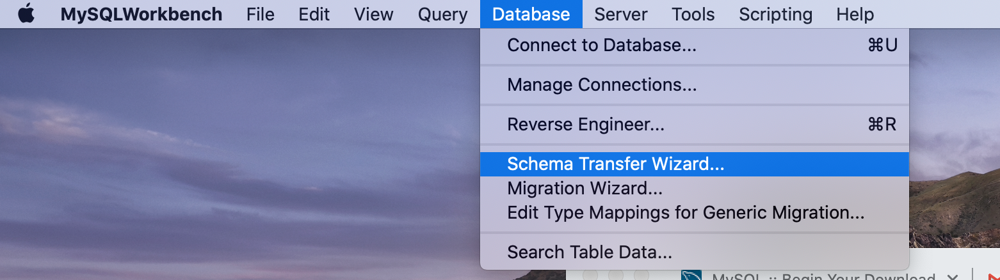 MySQLWorkbench File Edit View Query Database Server Tools Scripting Help
Connect to Database... ⌘U
Manage Connections...
Reverse Engineer... ⌘R
Schema Transfer Wizard...
Migration Wizard...
Edit Type Mappings for Generic Migration...
Search Table Data...
MySQL :: Begin Your Download